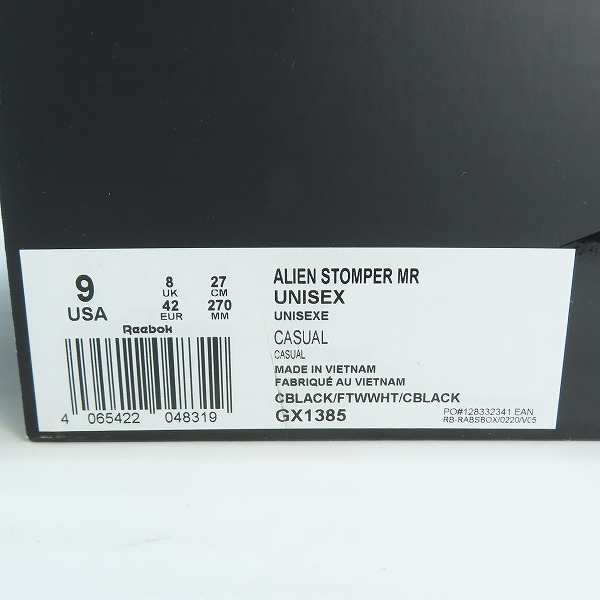 9
USA
8
UK
42
EUR
27
CM
270
MM
Reebok
4 065422 048319
ALIEN STOMPER MR
UNISEX
UNISEXE
CASUAL
CASUAL
MADE IN VIETNAM
FABRIQUÉ AU VIETNAM
CBLACK/FTWWHT/CBLACK
GX1385
PO#128332341 EAN
RB-RABSBOX/0220/V05